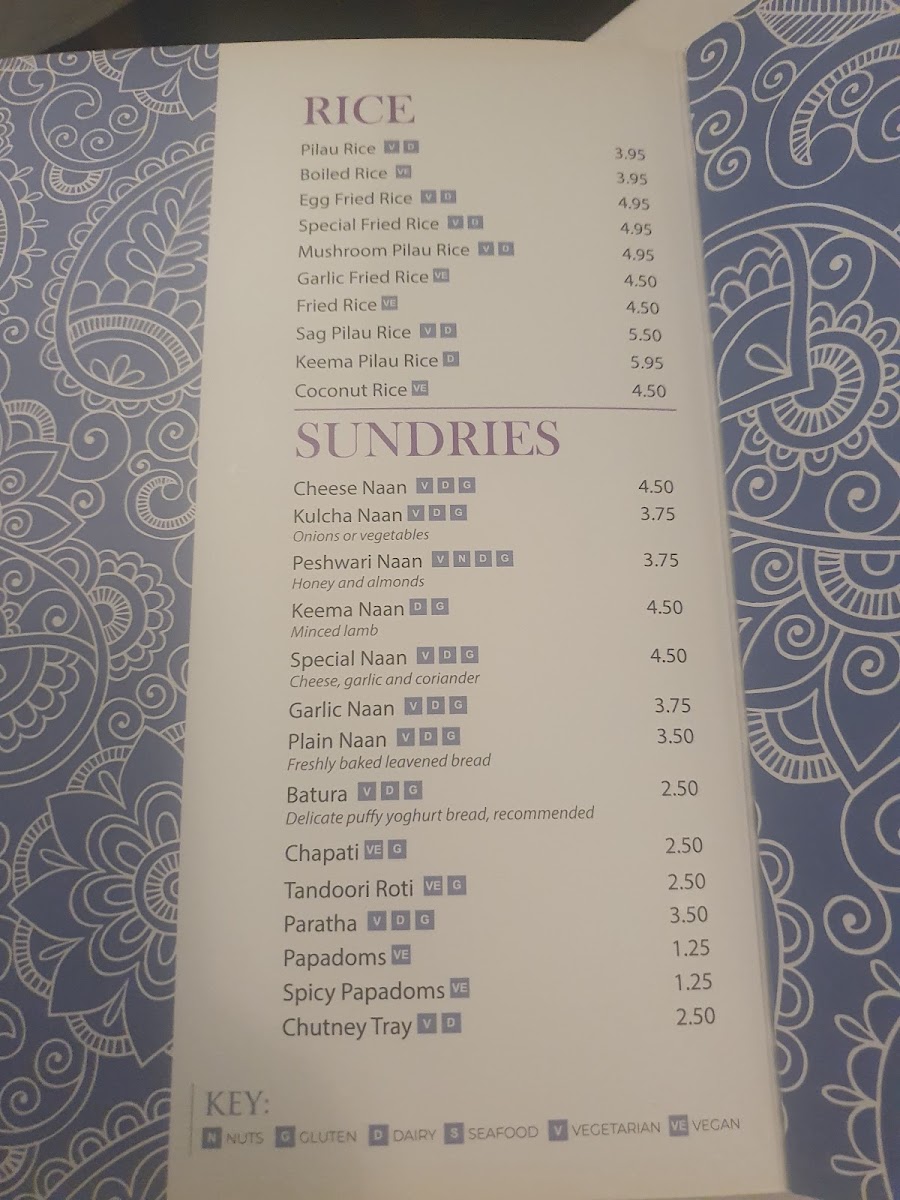 RICE
Pilau Rice V D 3.95
Boiled Rice VE 3.95
Egg Fried Rice V D 4.95
Special Fried Rice V D 4.95
Mushroom Pilau Rice V D 4.95
Garlic Fried Rice VE 4.50
Fried Rice VE 4.50
Sag Pilau Rice V D 5.50
Keema Pilau Rice D 5.95
Coconut Rice VE 4.50
SUNDRIES
Cheese Naan V D G 4.50
Kulcha Naan V D G 3.75
Onions or vegetables
Peshwari Naan V N D G 3.75
Honey and almonds
Keema Naan D G 4.50
Minced lamb
Special Naan V D G 4.50
Cheese, garlic and coriander
Garlic Naan V D G 3.75
Plain Naan V D G 3.50
Freshly baked leavened bread
Batura V D G 2.50
Delicate puffy yoghurt bread, recommended
Chapati VE G 2.50
Tandoori Roti VE G 2.50
Paratha V D G 3.50
Papadoms VE 1.25
Spicy Papadoms VE 1.25
Chutney Tray V D 2.50
KEY:
N NUTS G GLUTEN D DAIRY S SEAFOOD V VEGETARIAN VE VEGAN